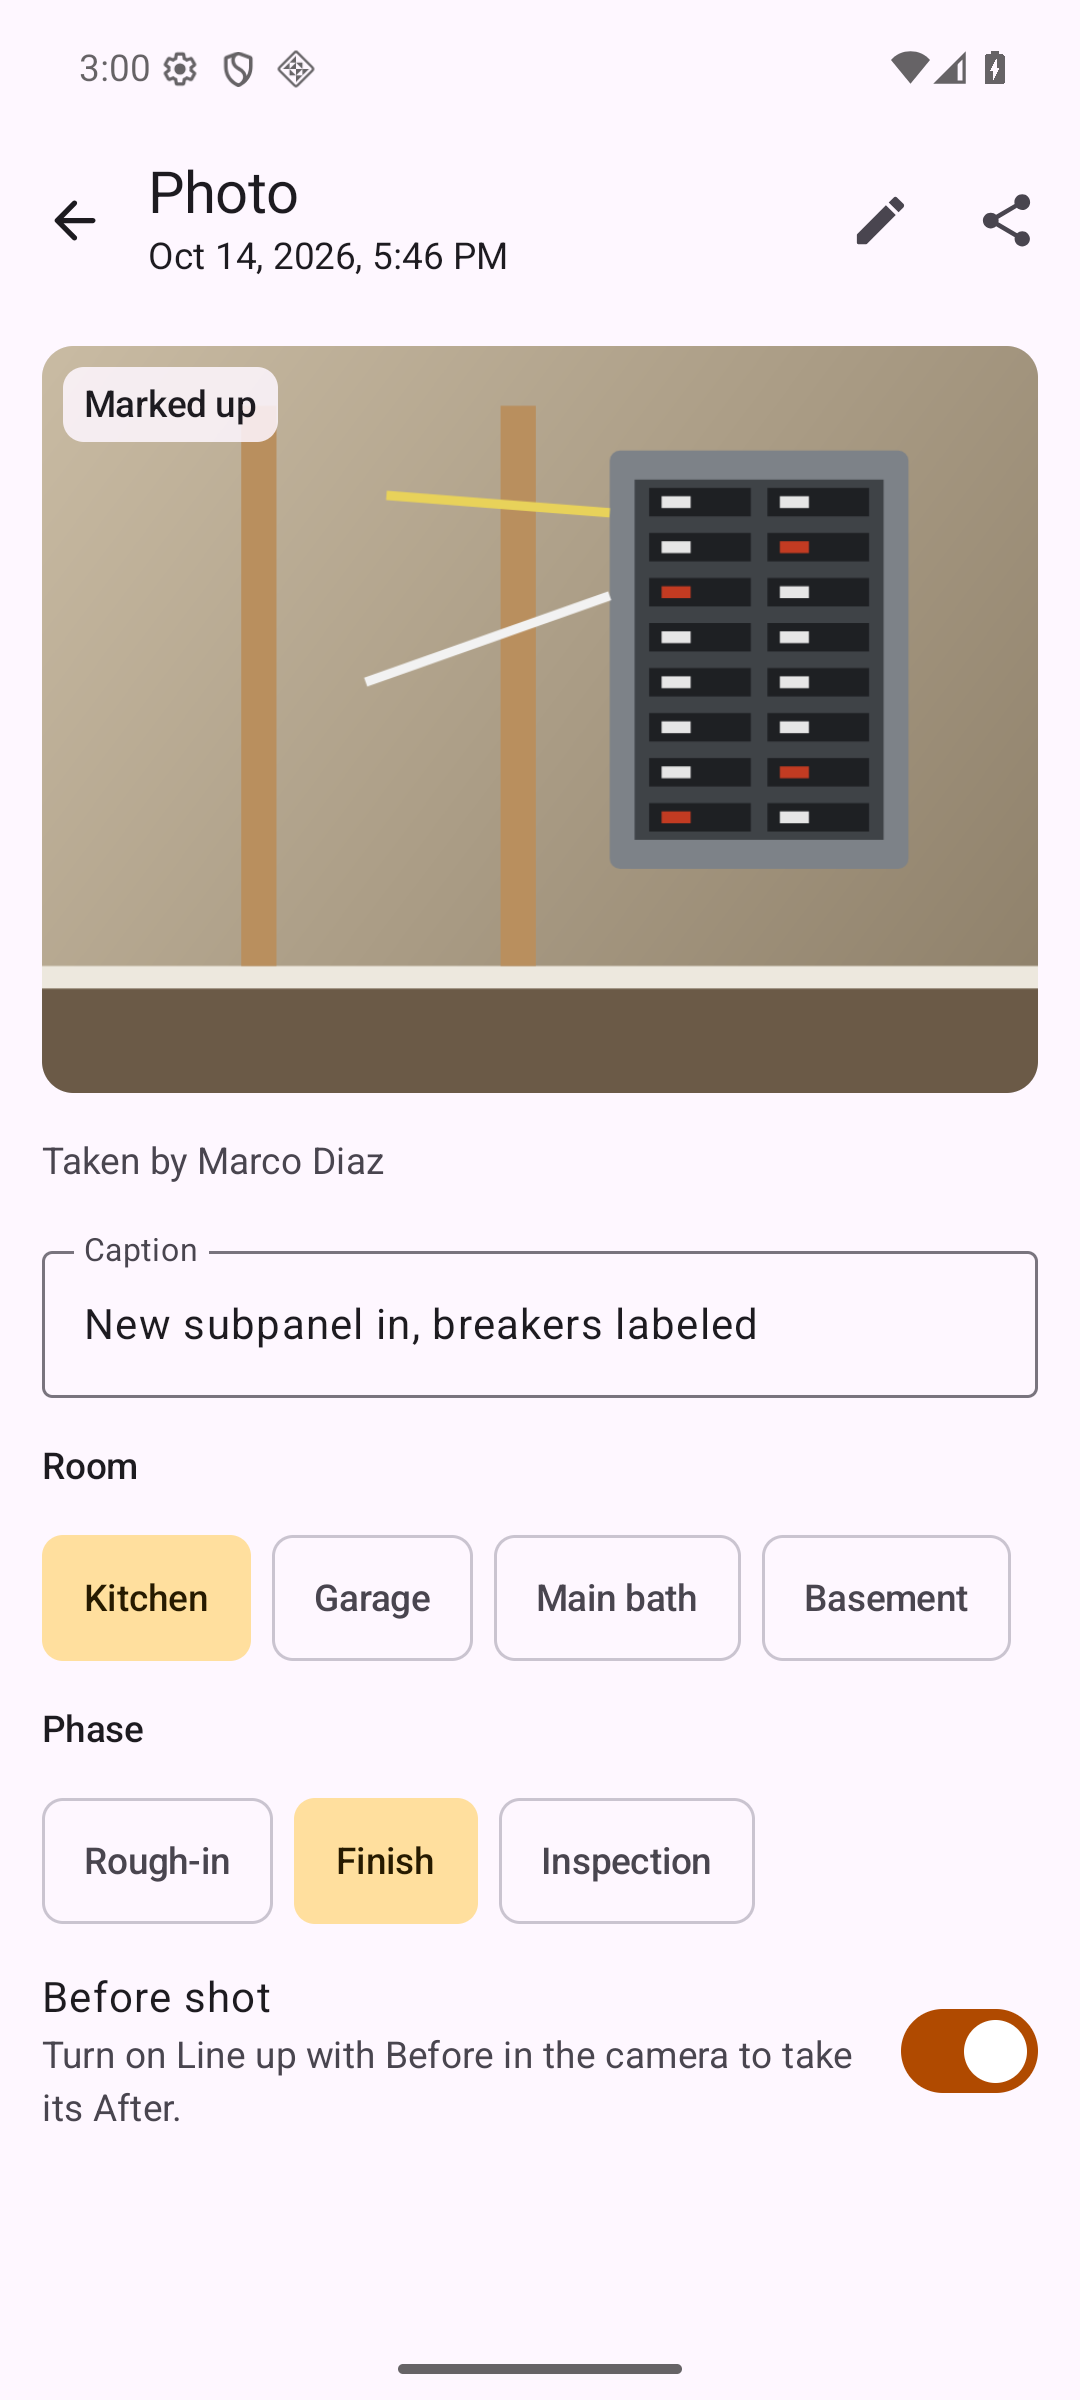 3:00
Photo
Oct 14, 2026, 5:46 PM
Marked up
Taken by Marco Diaz
Caption
New subpanel in, breakers labeled
Room
Kitchen Garage Main bath Basement
Phase
Rough-in Finish Inspection
Before shot
Turn on Line up with Before in the camera to take
its After.